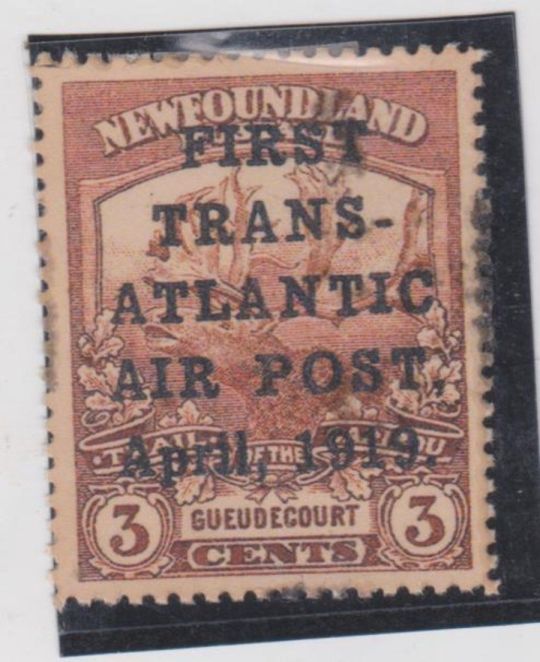 NEWFOUNDLAND
FIRST
TRANS-
ATLANTIC
AIR POST,
April, 1919.
TRAIL OF THE CARIBOU
GUEUDECOURT
3 CENTS 3